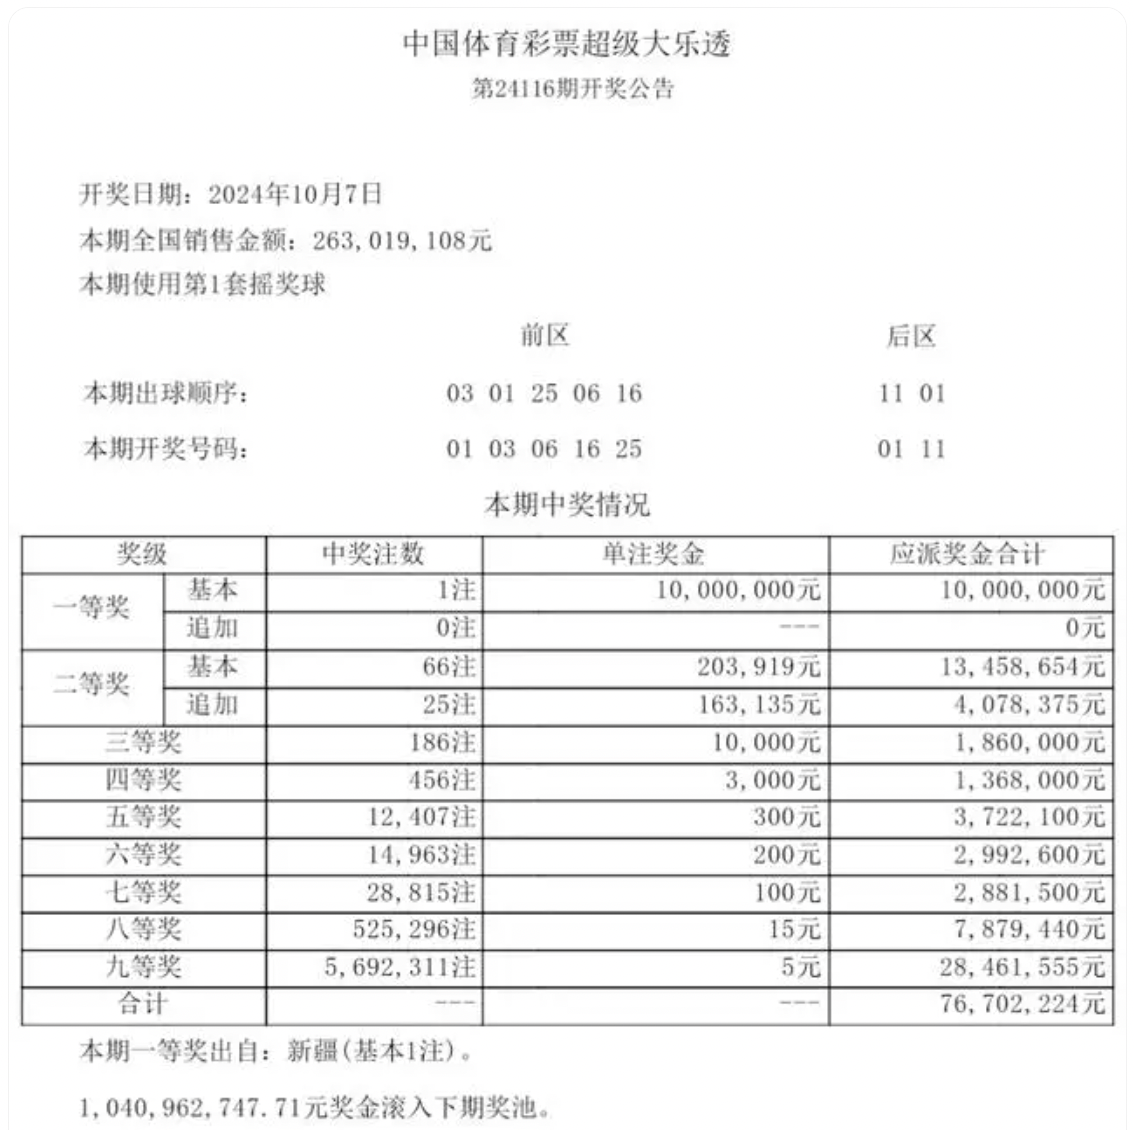 中国体育彩票超级大乐透
第24116期开奖公告
开奖日期：2024年10月7日
本期全国销售金额：263,019,108元
本期使用第1套摇奖球
前区 后区
本期出球顺序： 03 01 25 06 16 11 01
本期开奖号码： 01 03 06 16 25 01 11
本期中奖情况
奖级 中奖注数 单注奖金 应派奖金合计
一等奖 基本 1注 10,000,000元 10,000,000元
追加 0注 --- 0元
二等奖 基本 66注 203,919元 13,458,654元
追加 25注 163,135元 4,078,375元
三等奖 186注 10,000元 1,860,000元
四等奖 456注 3,000元 1,368,000元
五等奖 12,407注 300元 3,722,100元
六等奖 14,963注 200元 2,992,600元
七等奖 28,815注 100元 2,881,500元
八等奖 525,296注 15元 7,879,440元
九等奖 5,692,311注 5元 28,461,555元
合计 --- --- 76,702,224元
本期一等奖出自：新疆(基本1注)。
1,040,962,747.71元奖金滚入下期奖池。